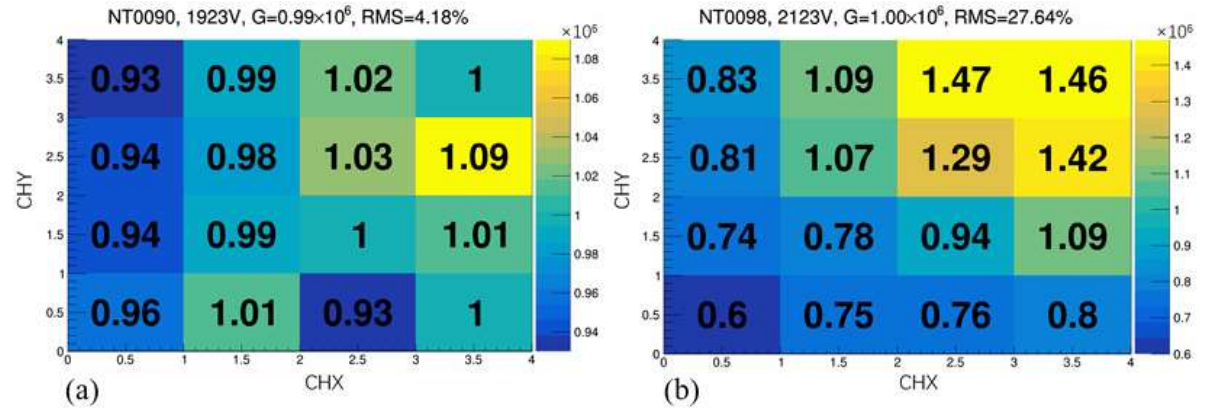 NT0090, 1923V, G=0.99×10⁶, RMS=4.18%
×10⁶
4
3.5
3
2.5
2
1.5
1
0.5
0
CHY
0.93 0.99 1.02 1
0.94 0.98 1.03 1.09
0.94 0.99 1 1.01
0.96 1.01 0.93 1
0 0.5 1 1.5 2 2.5 3 3.5 4
CHX
1.08
1.06
1.04
1.02
1
0.98
0.96
0.94
(a)
NT0098, 2123V, G=1.00×10⁶, RMS=27.64%
×10⁶
4
3.5
3
2.5
2
1.5
1
0.5
0
CHY
0.83 1.09 1.47 1.46
0.81 1.07 1.29 1.42
0.74 0.78 0.94 1.09
0.6 0.75 0.76 0.8
0 0.5 1 1.5 2 2.5 3 3.5 4
CHX
1.4
1.3
1.2
1.1
1
0.9
0.8
0.7
0.6
(b)